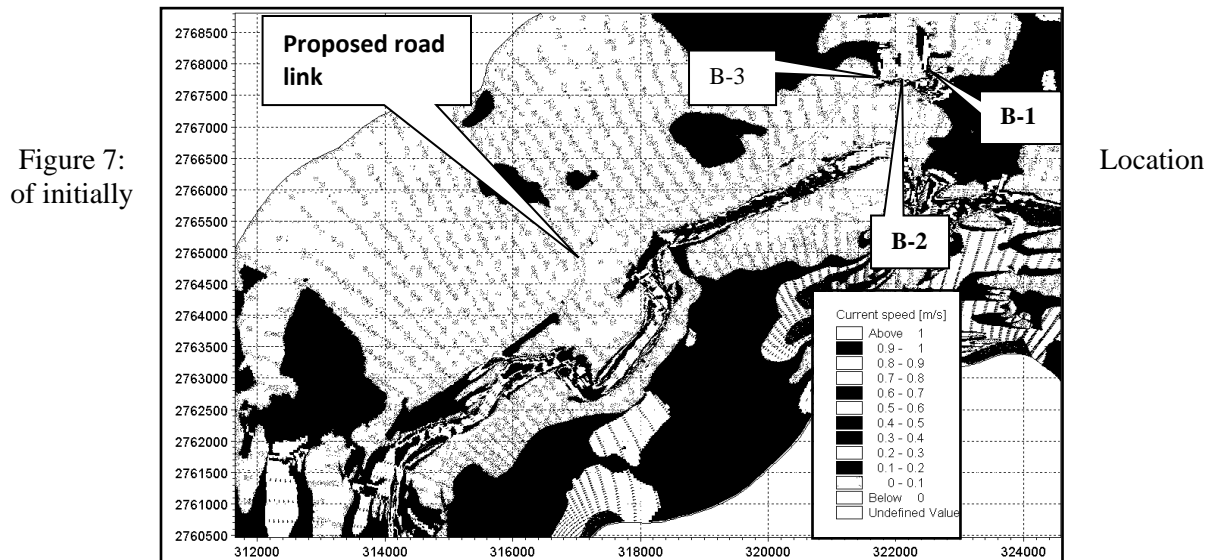 Figure 7:
of initially
Location
2768500
2768000
2767500
2767000
2766500
2766000
2765500
2765000
2764500
2764000
2763500
2763000
2762500
2762000
2761500
2761000
2760500
Proposed road
link
B-3
B-1
B-2
Current speed [m/s]
Above 1
0.9 - 1
0.8 - 0.9
0.7 - 0.8
0.6 - 0.7
0.5 - 0.6
0.4 - 0.5
0.3 - 0.4
0.2 - 0.3
0.1 - 0.2
0 - 0.1
Below 0
Undefined Value
312000 314000 316000 318000 320000 322000 324000